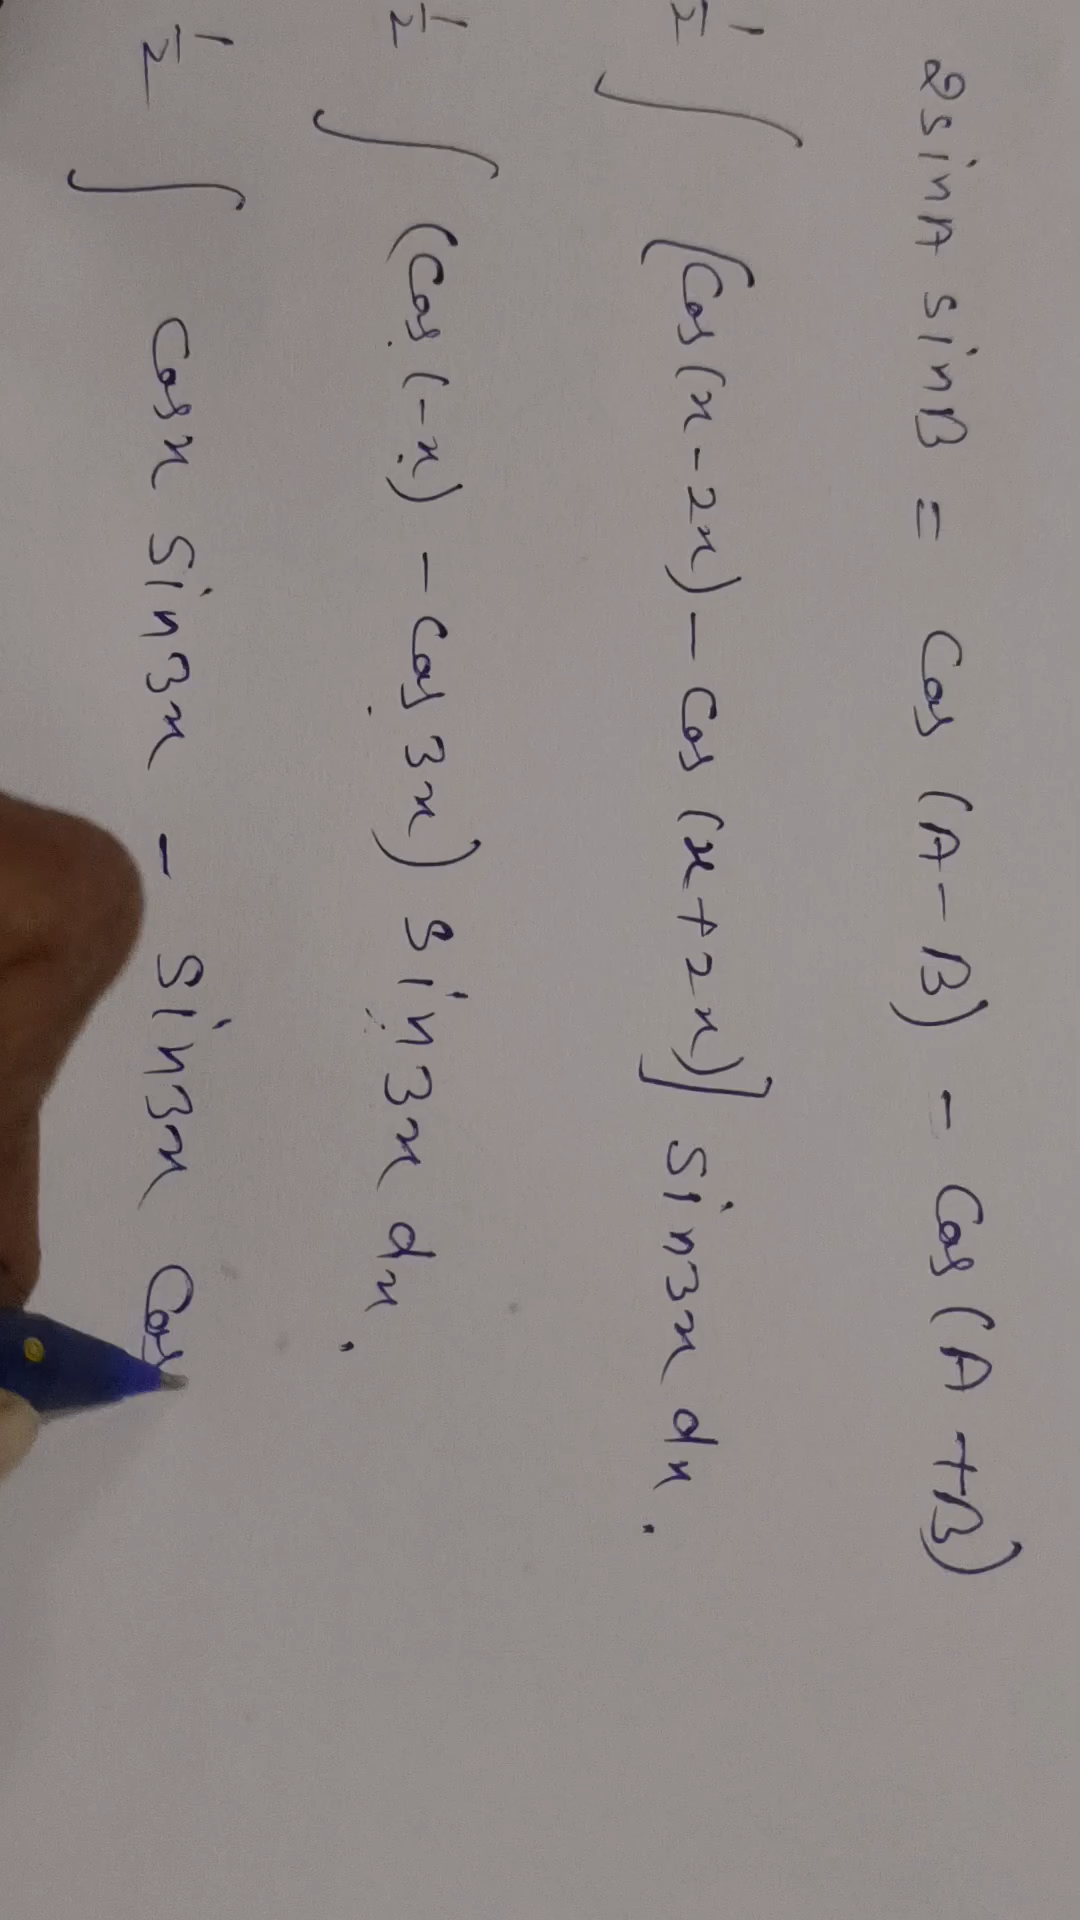 2sinA sinB = Cos (A-B) - Cos (A+B)
1/2 ∫ [Cos(x-2x) - Cos(x+2x)] Sin3x dx.
1/2 ∫ (Cos(-x) - Cos 3x) Sin3x dx.
1/2 ∫ Cosx Sin3x - Sin3x Cos